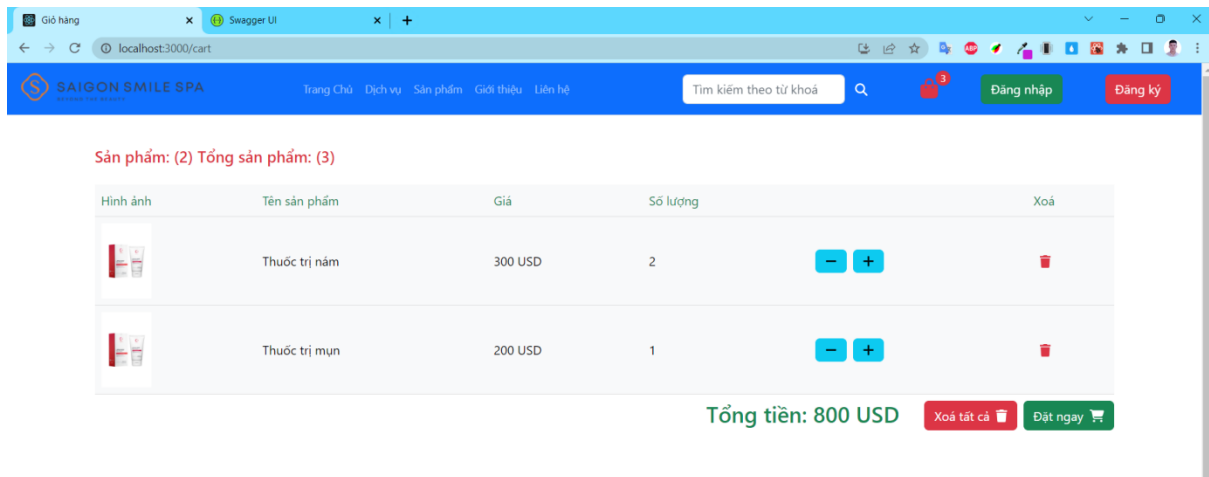 Giỏ hàng
Swagger UI
localhost:3000/cart
SAIGON SMILE SPA
BEYOND THE BEAUTY
Trang Chủ Dịch vụ Sản phẩm Giới thiệu Liên hệ
Tìm kiếm theo từ khoá
3
Đăng nhập
Đăng ký
Sản phẩm: (2) Tổng sản phẩm: (3)
Hình ảnh Tên sản phẩm Giá Số lượng Xoá
Thuốc trị nám 300 USD 2 − +
Thuốc trị mụn 200 USD 1 − +
Tổng tiền: 800 USD Xoá tất cả Đặt ngay